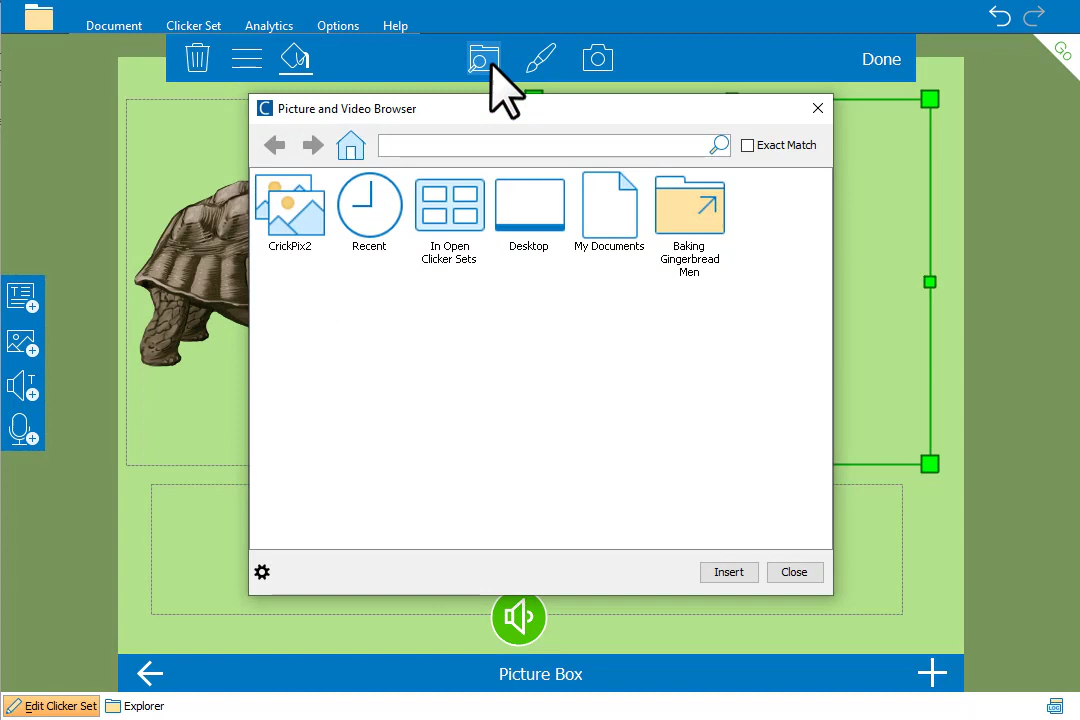 Document Clicker Set Analytics Options Help
Go
Done
C Picture and Video Browser
Exact Match
CrickPix2
Recent
In Open
Clicker Sets
Desktop
My Documents
Baking
Gingerbread
Men
T
T
Insert Close
Picture Box
Edit Clicker Set Explorer
LOG